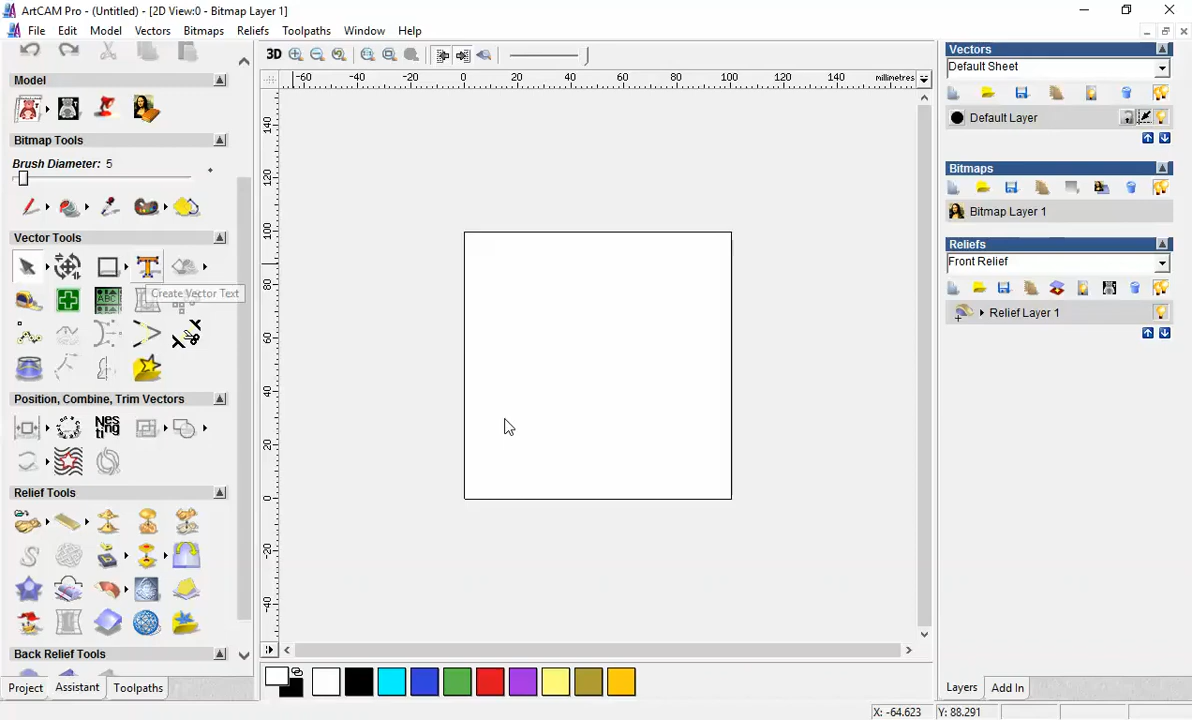 ArtCAM Pro - (Untitled) - [2D View:0 - Bitmap Layer 1]
File Edit Model Vectors Bitmaps Reliefs Toolpaths Window Help
3D
Model
Bitmap Tools
Brush Diameter: 5
Vector Tools
Create Vector Text
ABC
Position, Combine, Trim Vectors
Nes
ting
Relief Tools
Back Relief Tools
Project Assistant Toolpaths
-60 -40 -20 0 20 40 60 80 100 120 140 millimetres
140
120
100
80
60
40
20
0
-20
-40
Vectors
Default Sheet
Default Layer
Bitmaps
Bitmap Layer 1
Reliefs
Front Relief
Relief Layer 1
Layers Add In
X: -64.623 Y: 88.291